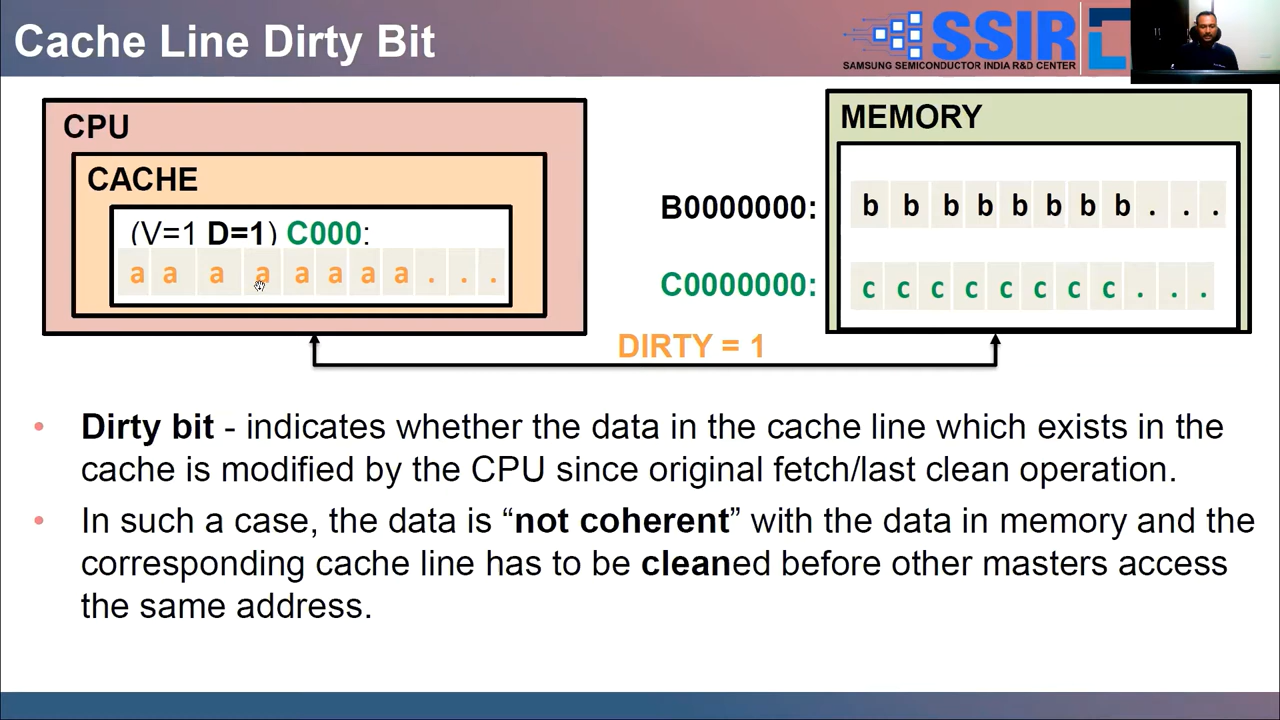 Cache Line Dirty Bit
SSIR
SAMSUNG SEMICONDUCTOR INDIA R&D CENTER
CPU
CACHE
(V=1 D=1) C000:
a a a a a a a a . . .
MEMORY
B0000000: b b b b b b b b . . .
C0000000: c c c c c c c c . . .
DIRTY = 1
• Dirty bit - indicates whether the data in the cache line which exists in the
cache is modified by the CPU since original fetch/last clean operation.
• In such a case, the data is “not coherent” with the data in memory and the
corresponding cache line has to be cleaned before other masters access
the same address.